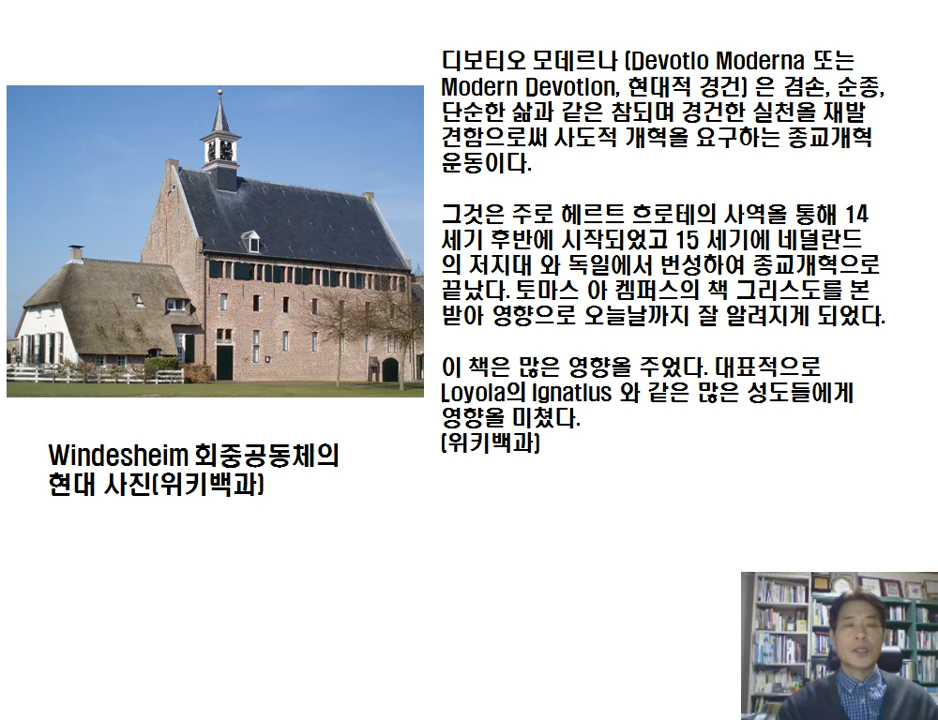 디보티오 모데르나 (Devotio Moderna 또는
Modern Devotion, 현대적 경건) 은 겸손, 순종,
단순한 삶과 같은 참되며 경건한 실천을 재발
견함으로써 사도적 개혁을 요구하는 종교개혁
운동이다.
그것은 주로 헤르트 흐로테의 사역을 통해 14
세기 후반에 시작되었고 15 세기에 네덜란드
의 저지대 와 독일에서 번성하여 종교개혁으로
끝났다. 토마스 아 켐퍼스의 책 그리스도를 본
받아 영향으로 오늘날까지 잘 알려지게 되었다.
이 책은 많은 영향을 주었다. 대표적으로
Loyola의 Ignatius 와 같은 많은 성도들에게
영향을 미쳤다.
(위키백과)
Windesheim 회중공동체의
현대 사진(위키백과)